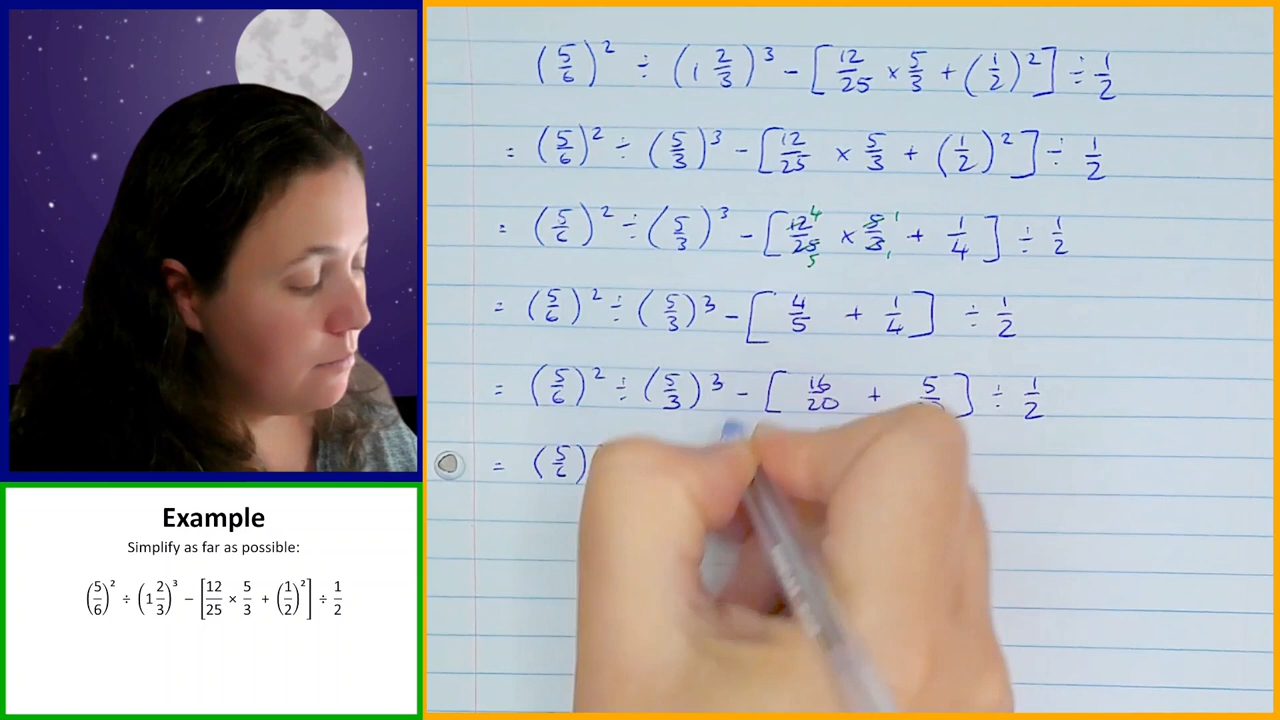 Example
Simplify as far as possible:
(5/6)² ÷ (1 2/3)³ − [12/25 × 5/3 + (1/2)²] ÷ 1/2
(5/6)² ÷ (1 2/3)³ − [12/25 × 5/3 + (1/2)²] ÷ 1/2
= (5/6)² ÷ (5/3)³ − [12/25 × 5/3 + (1/2)²] ÷ 1/2
= (5/6)² ÷ (5/3)³ − [12/25 4 5 × 5/3 1 1 + 1/4] ÷ 1/2
= (5/6)² ÷ (5/3)³ − [4/5 + 1/4] ÷ 1/2
= (5/6)² ÷ (5/3)³ − [16/20 + 5/ ] ÷ 1/2
= (5/6)